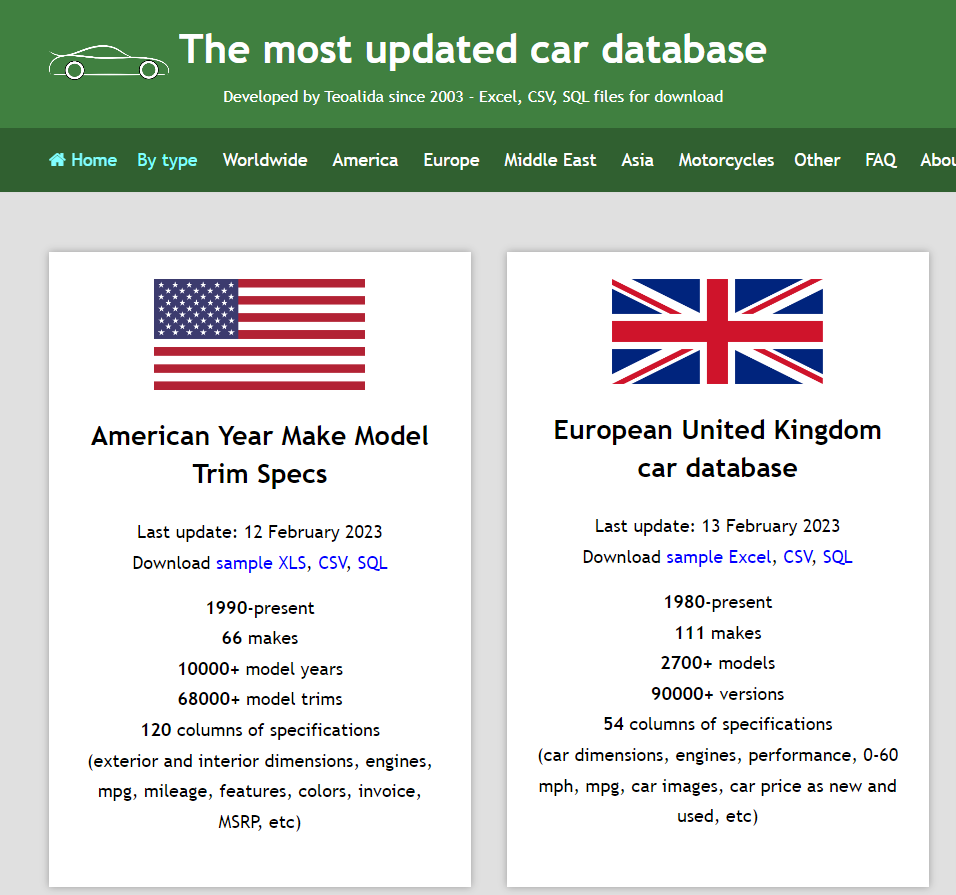 The most updated car database
Developed by Teoalida since 2003 - Excel, CSV, SQL files for download
Home By type Worldwide America Europe Middle East Asia Motorcycles Other FAQ Abou
American Year Make Model
Trim Specs
Last update: 12 February 2023
Download sample XLS, CSV, SQL
1990-present
66 makes
10000+ model years
68000+ model trims
120 columns of specifications
(exterior and interior dimensions, engines,
mpg, mileage, features, colors, invoice,
MSRP, etc)
European United Kingdom
car database
Last update: 13 February 2023
Download sample Excel, CSV, SQL
1980-present
111 makes
2700+ models
90000+ versions
54 columns of specifications
(car dimensions, engines, performance, 0-60
mph, mpg, car images, car price as new and
used, etc)